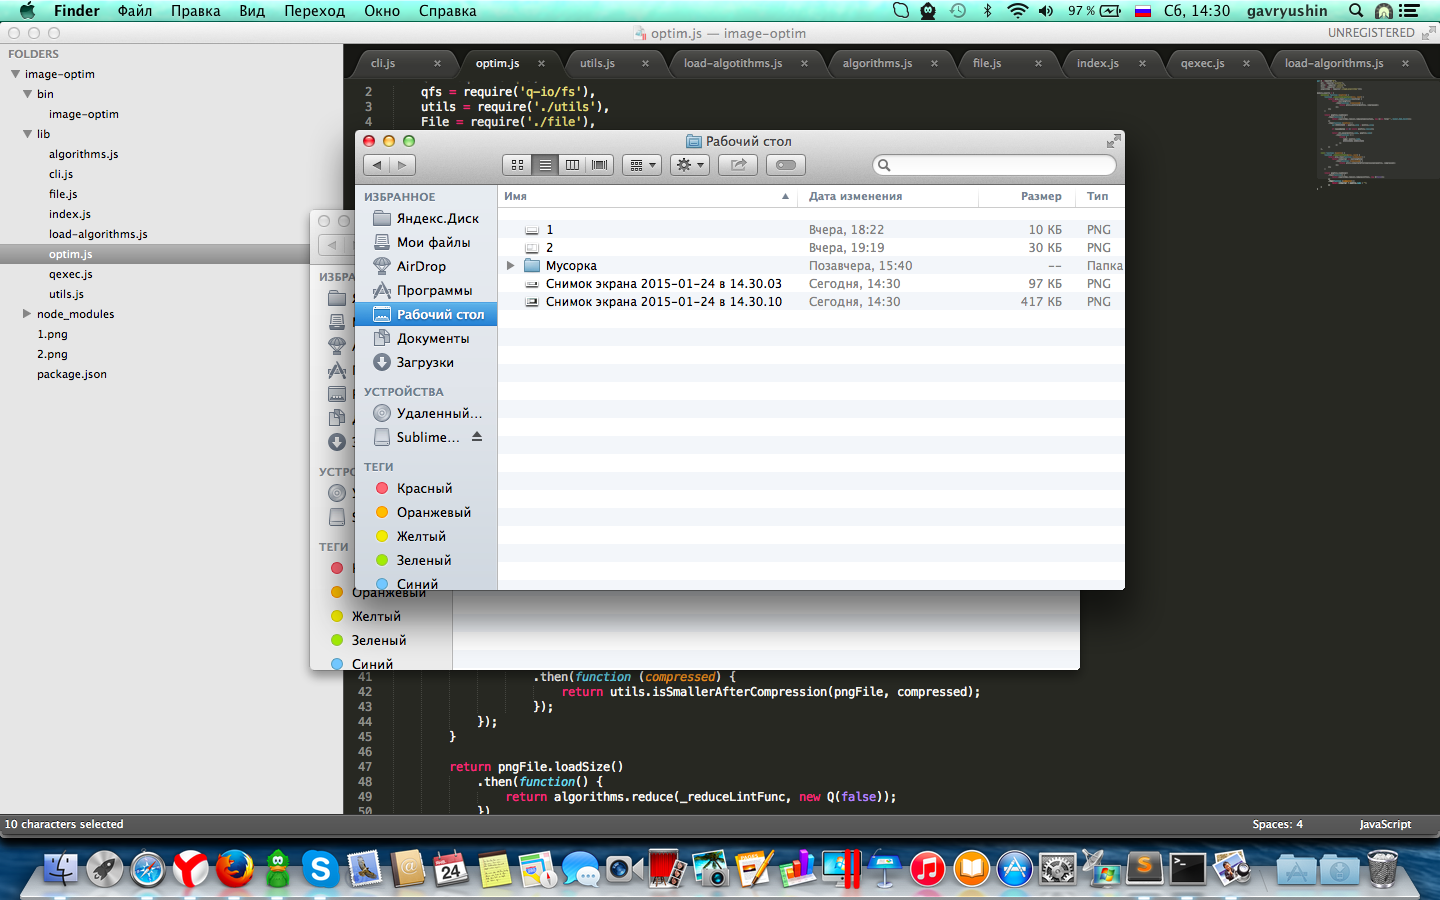 Finder Файл Правка Вид Переход Окно Справка 97 % Сб, 14:30 gavryushin
optim.js — image-optim UNREGISTERED
FOLDERS
image-optim
bin
image-optim
lib
algorithms.js
cli.js
file.js
index.js
load-algorithms.js
optim.js
qexec.js
utils.js
node_modules
1.png
2.png
package.json
cli.js × optim.js × utils.js × load-algotithms.js × algorithms.js × file.js × index.js × qexec.js × load-algorithms.js ×
2 qfs = require('q-io/fs'),
3 utils = require('./utils'),
4 File = require('./file'),
Рабочий стол
ИЗБРАННОЕ
Яндекс.Диск
Мои файлы
AirDrop
Программы
Рабочий стол
Документы
Загрузки
УСТРОЙСТВА
Удаленный...
Sublime...
ТЕГИ
Красный
Оранжевый
Желтый
Зеленый
Синий
Имя Дата изменения Размер Тип
1 Вчера, 18:22 10 КБ PNG
2 Вчера, 19:19 30 КБ PNG
Мусорка Позавчера, 15:40 -- Папка
Снимок экрана 2015-01-24 в 14.30.03 Сегодня, 14:30 97 КБ PNG
Снимок экрана 2015-01-24 в 14.30.10 Сегодня, 14:30 417 КБ PNG
ИЗБРА
УСТРО
ТЕГИ
Оранжевый
Желтый
Зеленый
Синий
41 .then(function (compressed) {
42 return utils.isSmallerAfterCompression(pngFile, compressed);
43 });
44 });
45 }
46
47 return pngFile.loadSize()
48 .then(function() {
49 return algorithms.reduce(_reduceLintFunc, new Q(false));
50 })
10 characters selected Spaces: 4 JavaScript
24